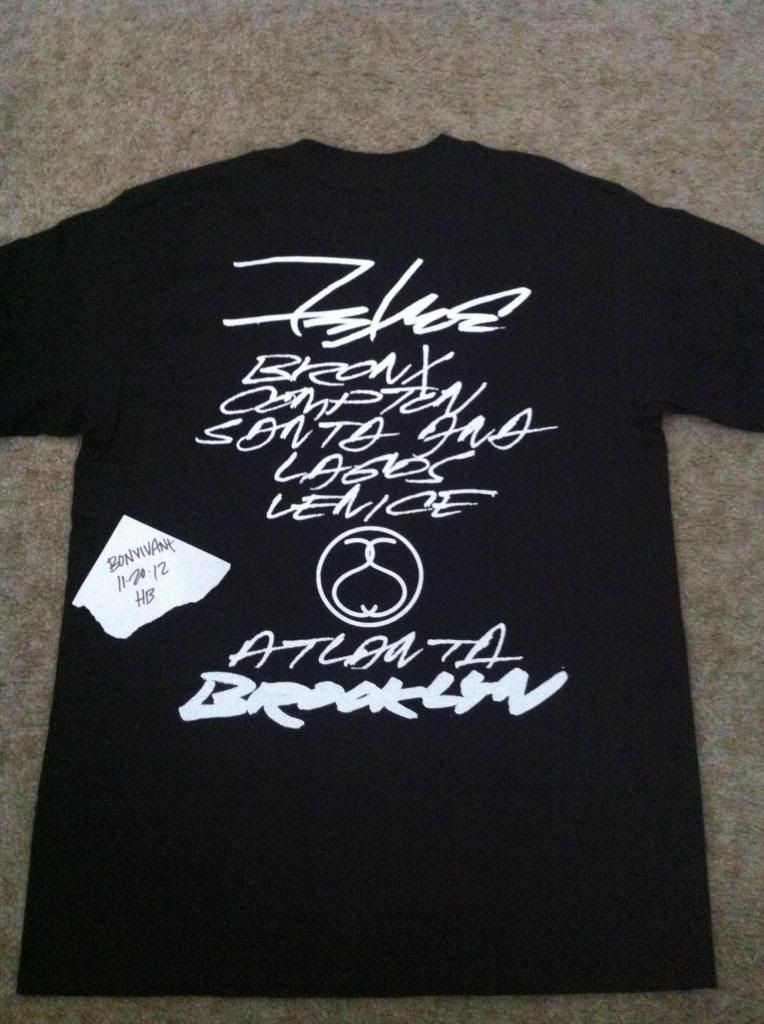 BRONX
COMPTON
SANTA ANA
LAGOS
VENICE
ATLANTA
BROOKLYN
BONVIVANT
11.20.12
HB